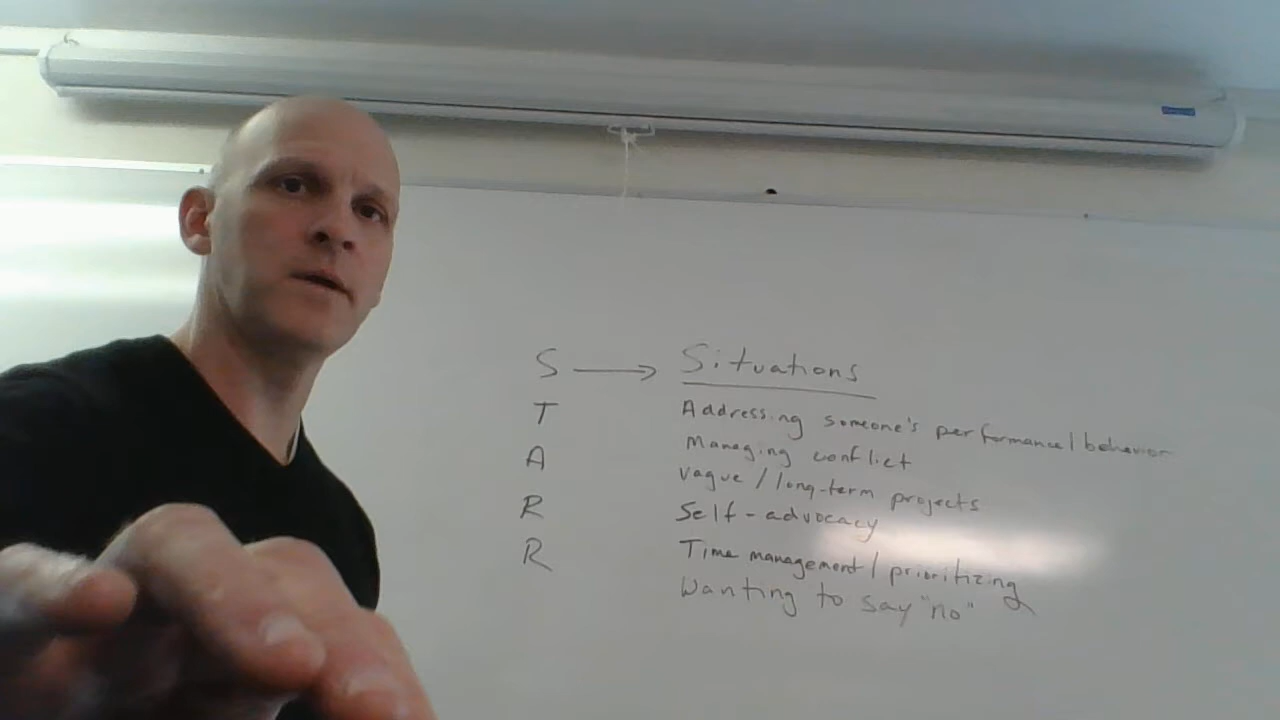 S → Situations
T Addressing someone's performance/behavior
A Managing conflict
Vague / long-term projects
R Self-advocacy
R Time management/prioritizing
Wanting to say "no"